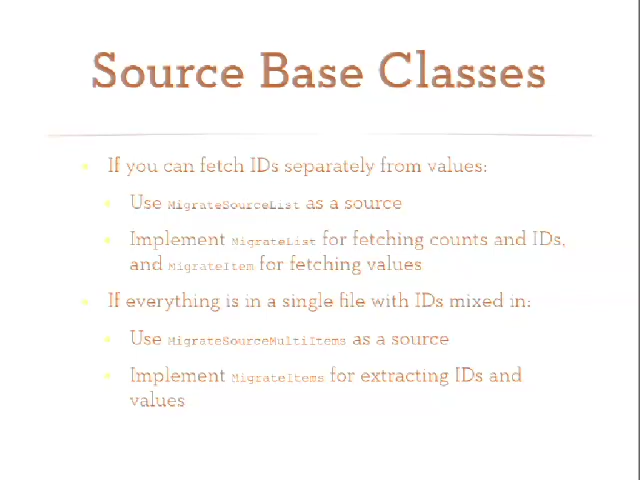 Source Base Classes
If you can fetch IDs separately from values:
Use MigrateSourceList as a source
Implement MigrateList for fetching counts and IDs,
and MigrateItem for fetching values
If everything is in a single file with IDs mixed in:
Use MigrateSourceMultiItems as a source
Implement MigrateItems for extracting IDs and
values